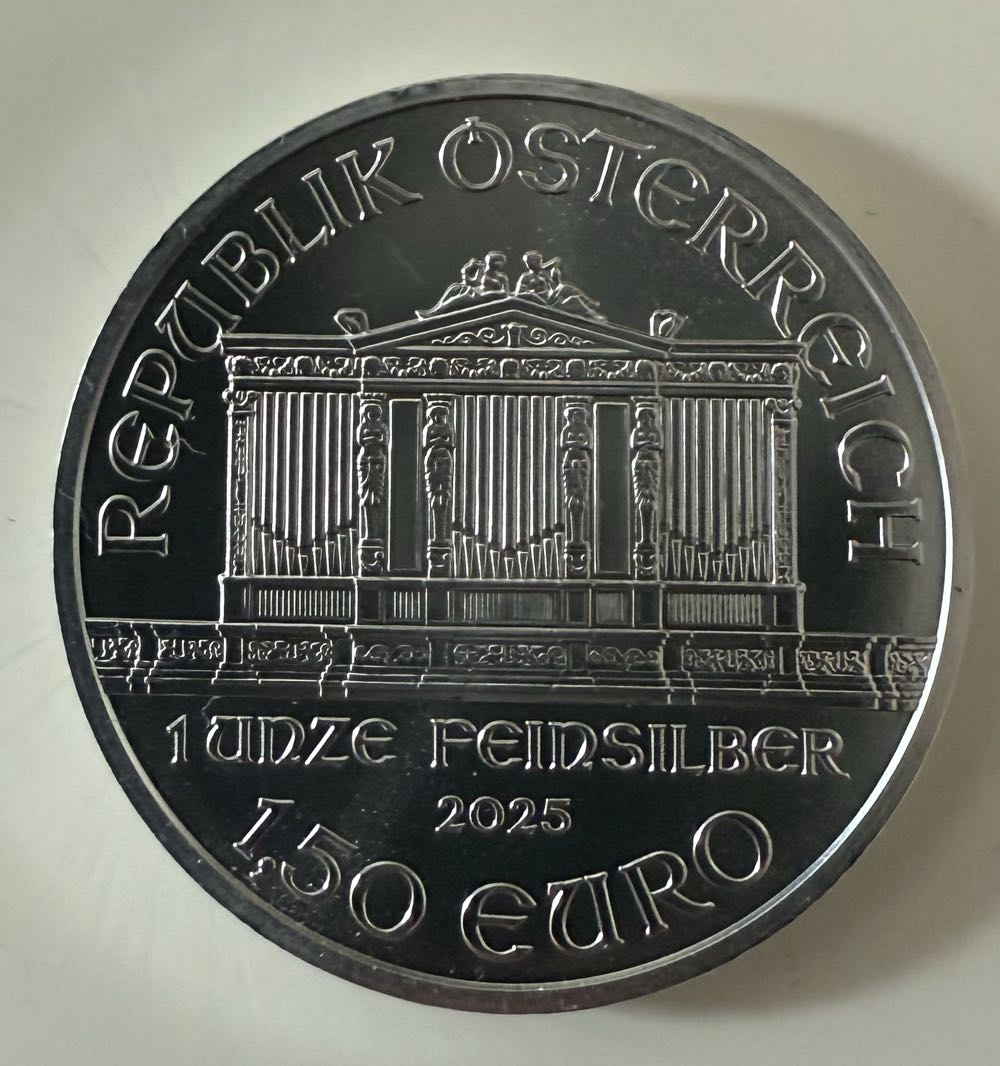 REPUBLIK ÖSTERREICH
1 UNZE FEINSILBER
2025
1,50 EURO